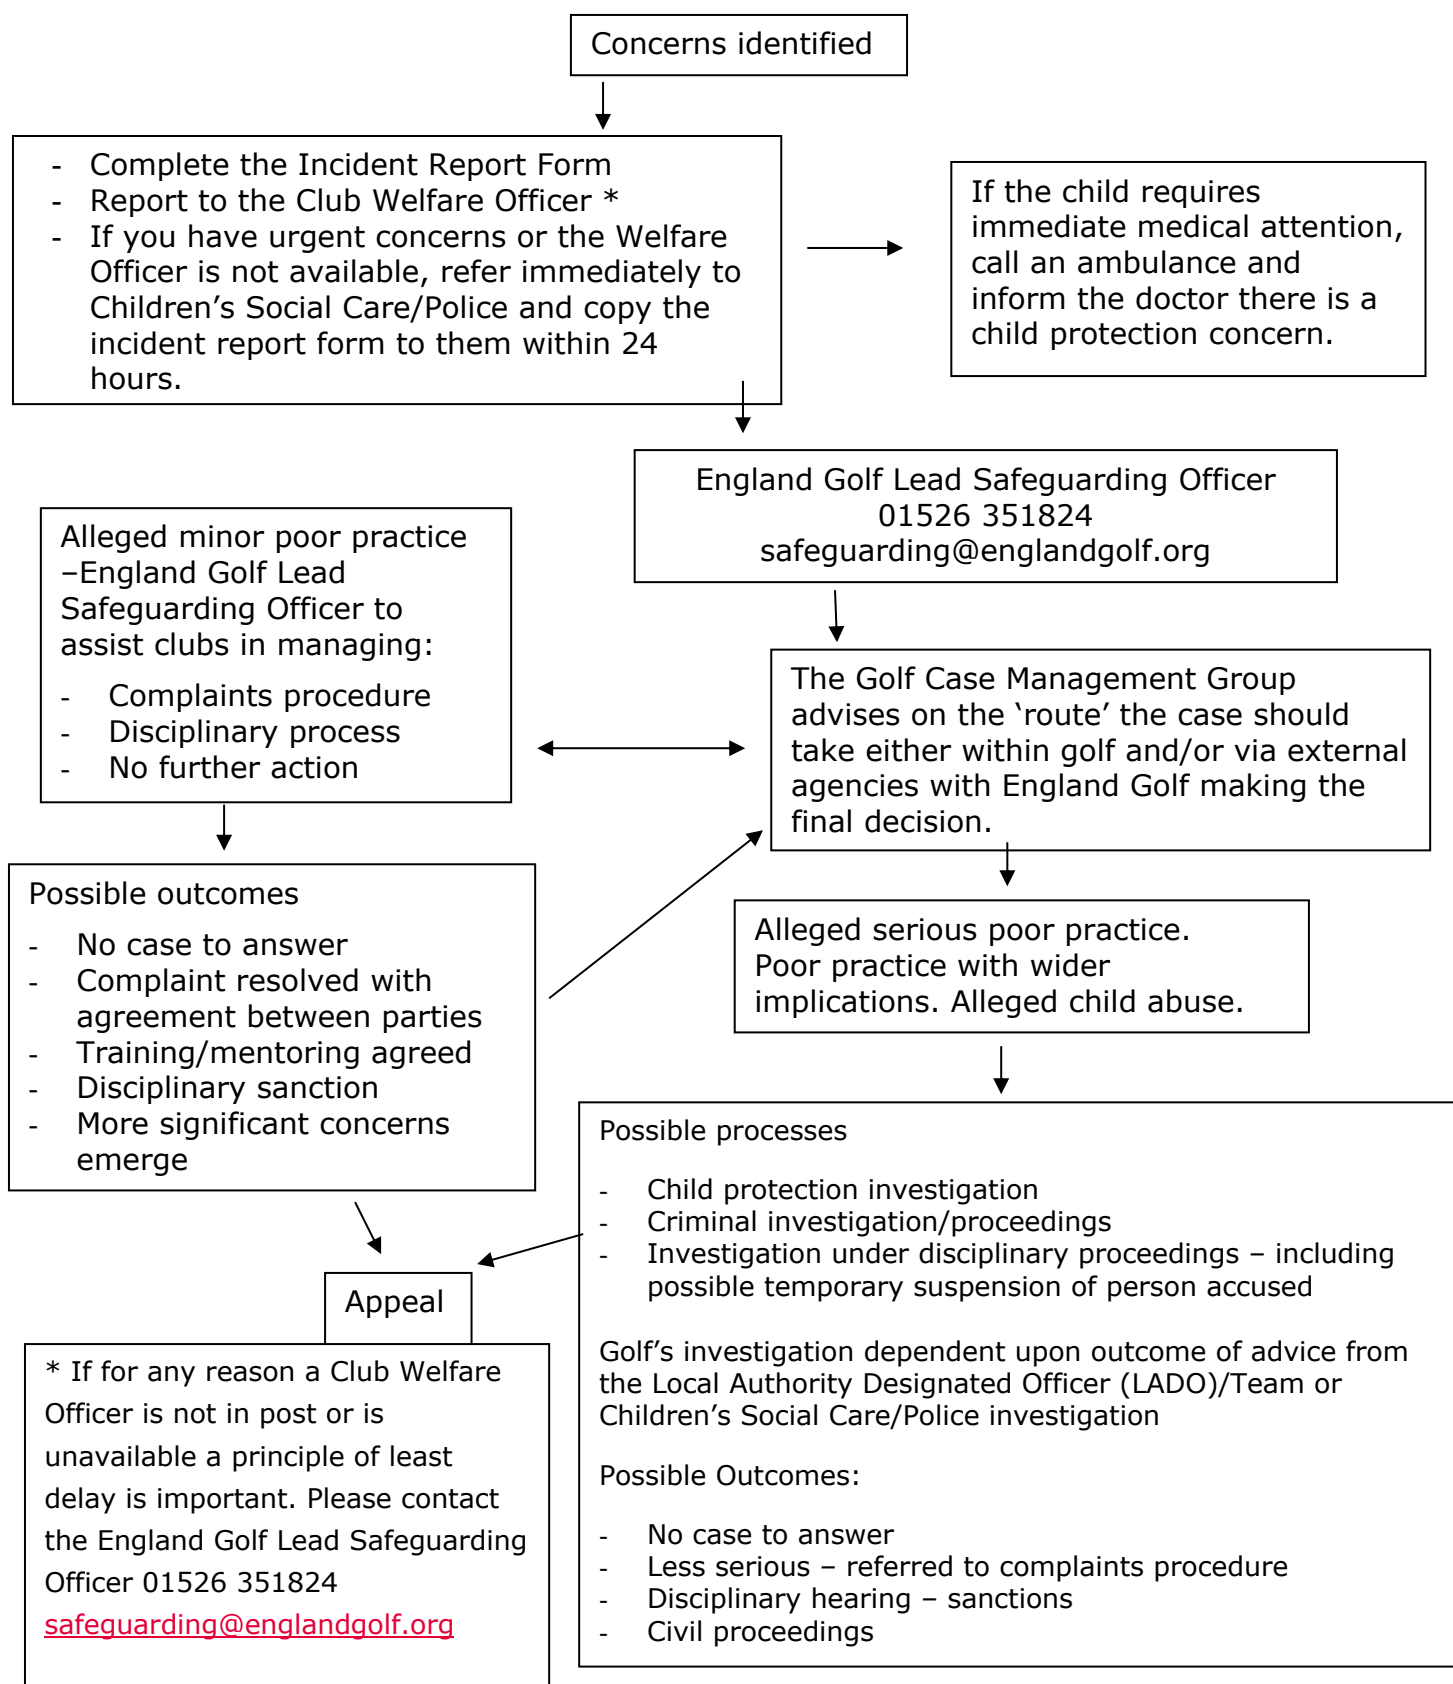 Concerns identified
- Complete the Incident Report Form
- Report to the Club Welfare Officer *
- If you have urgent concerns or the Welfare
Officer is not available, refer immediately to
Children’s Social Care/Police and copy the
incident report form to them within 24
hours.
If the child requires
immediate medical attention,
call an ambulance and
inform the doctor there is a
child protection concern.
England Golf Lead Safeguarding Officer
01526 351824
safeguarding@englandgolf.org
Alleged minor poor practice
–England Golf Lead
Safeguarding Officer to
assist clubs in managing:
- Complaints procedure
- Disciplinary process
- No further action
The Golf Case Management Group
advises on the ‘route’ the case should
take either within golf and/or via external
agencies with England Golf making the
final decision.
Possible outcomes
- No case to answer
- Complaint resolved with
agreement between parties
- Training/mentoring agreed
- Disciplinary sanction
- More significant concerns
emerge
Alleged serious poor practice.
Poor practice with wider
implications. Alleged child abuse.
Possible processes
- Child protection investigation
- Criminal investigation/proceedings
- Investigation under disciplinary proceedings – including
possible temporary suspension of person accused
Golf’s investigation dependent upon outcome of advice from
the Local Authority Designated Officer (LADO)/Team or
Children’s Social Care/Police investigation
Possible Outcomes:
- No case to answer
- Less serious – referred to complaints procedure
- Disciplinary hearing – sanctions
- Civil proceedings
Appeal
* If for any reason a Club Welfare
Officer is not in post or is
unavailable a principle of least
delay is important. Please contact
the England Golf Lead Safeguarding
Officer 01526 351824
safeguarding@englandgolf.org